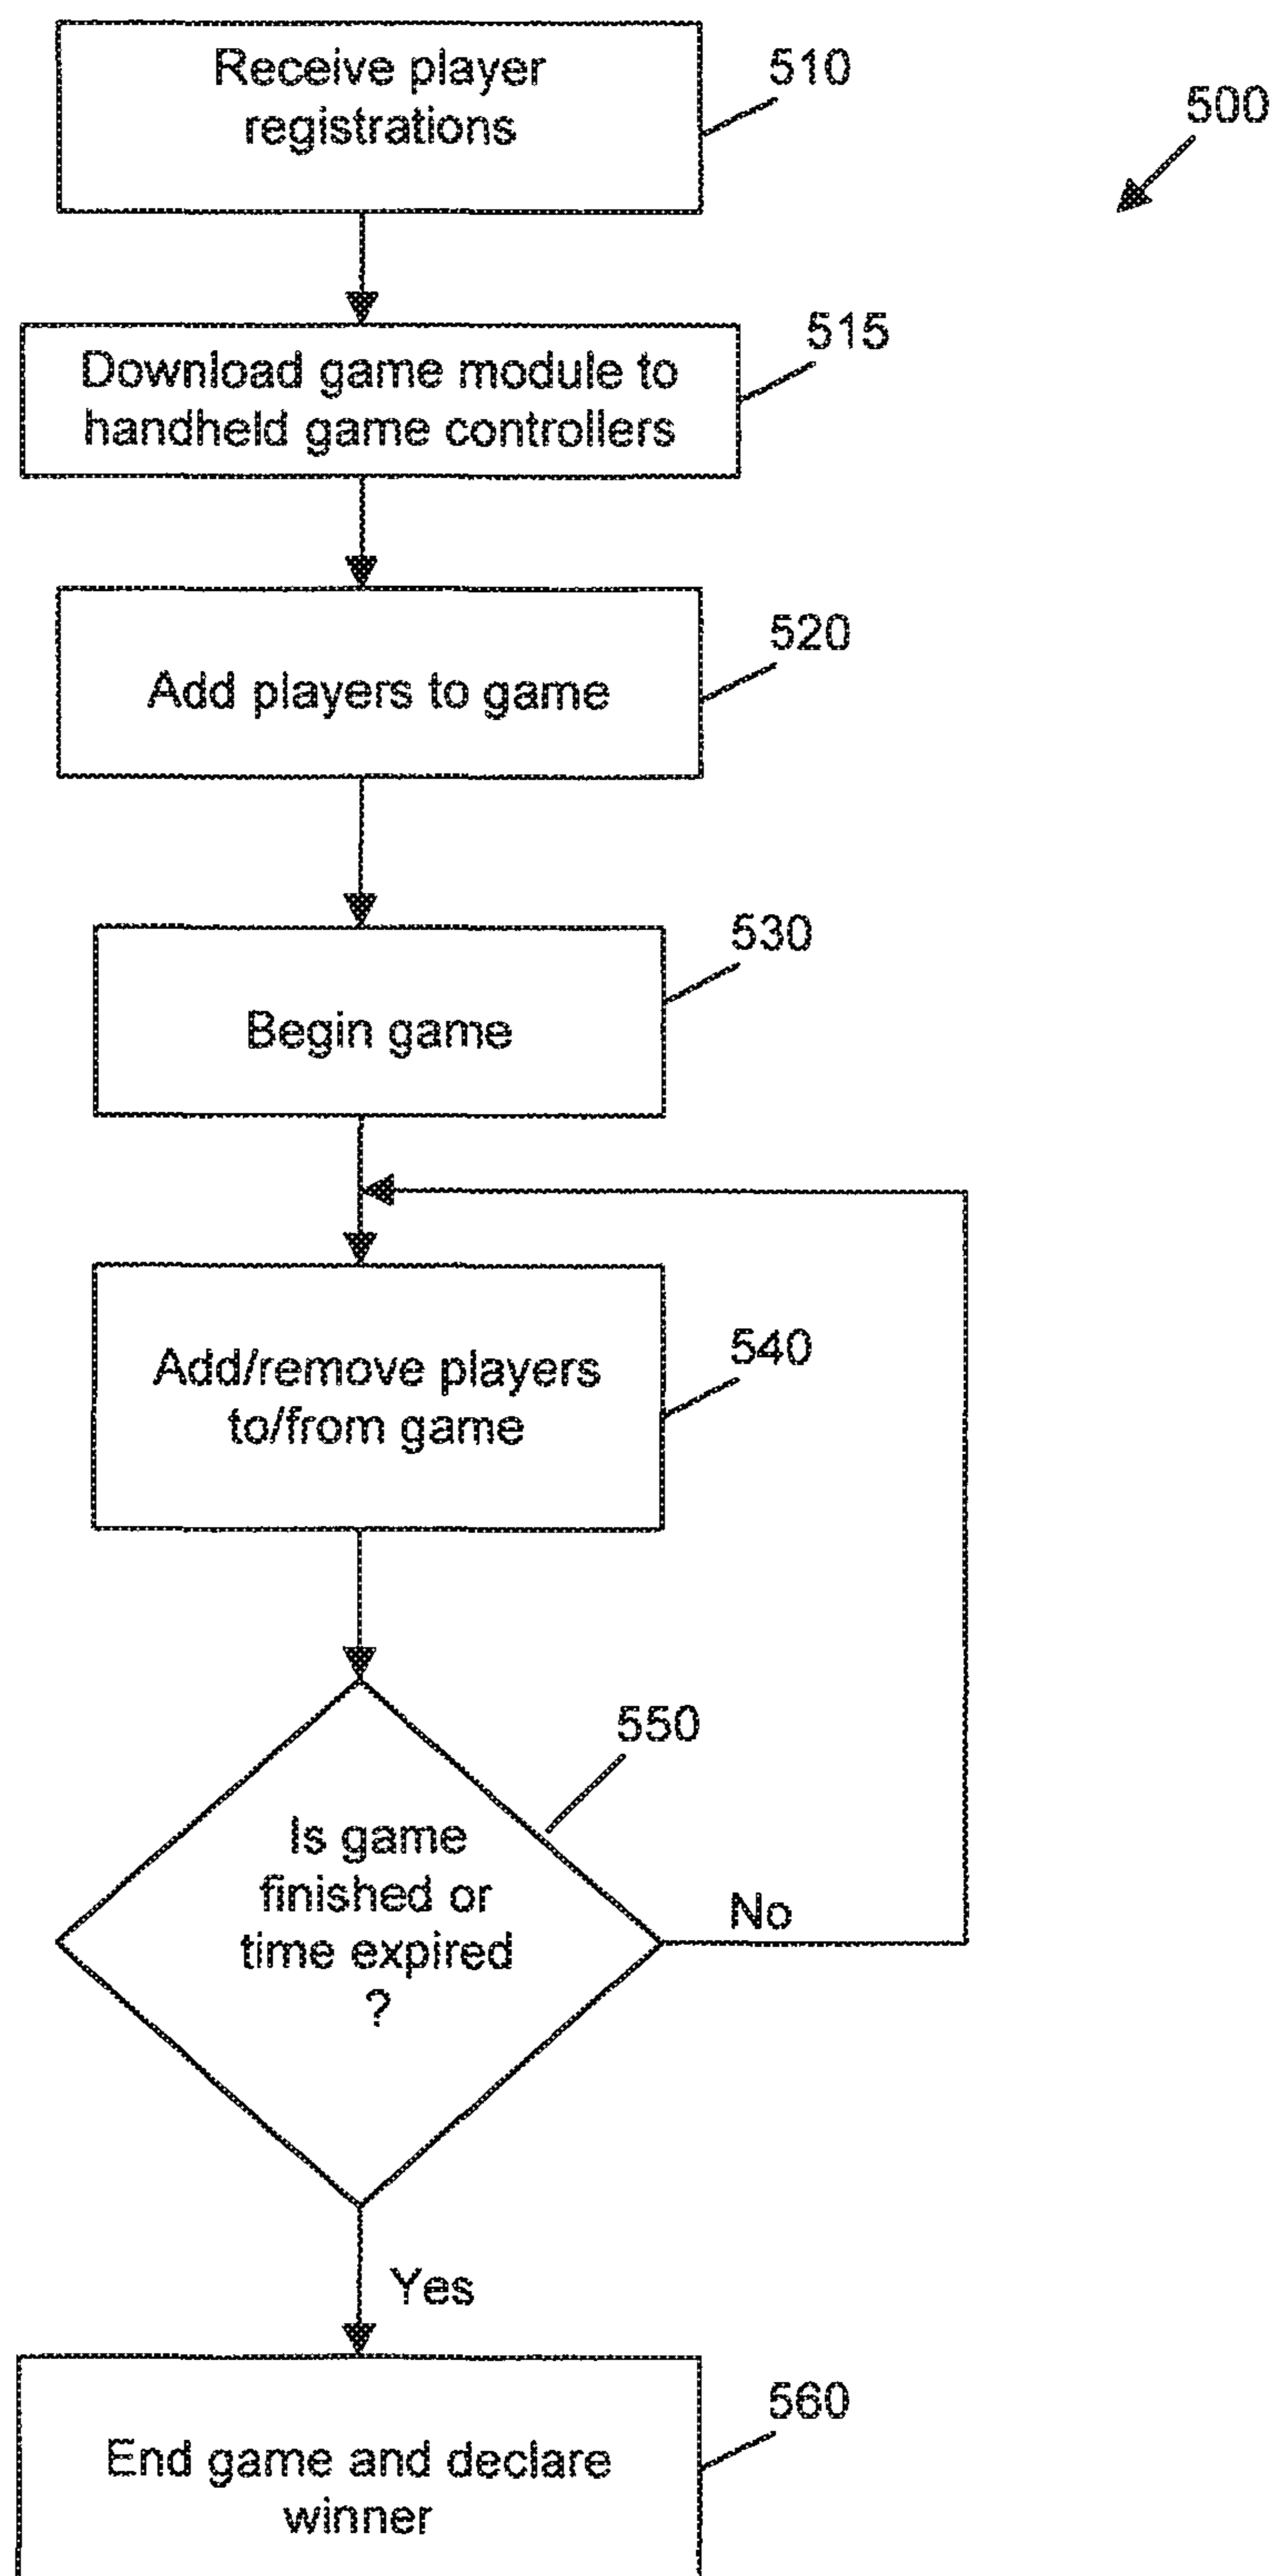 Receive player
registrations
510
500
Download game module to
handheld game controllers
515
Add players to game
520
Begin game
530
Add/remove players
to/from game
540
550
Is game
finished or
time expired
?
No
Yes
End game and declare
winner
560